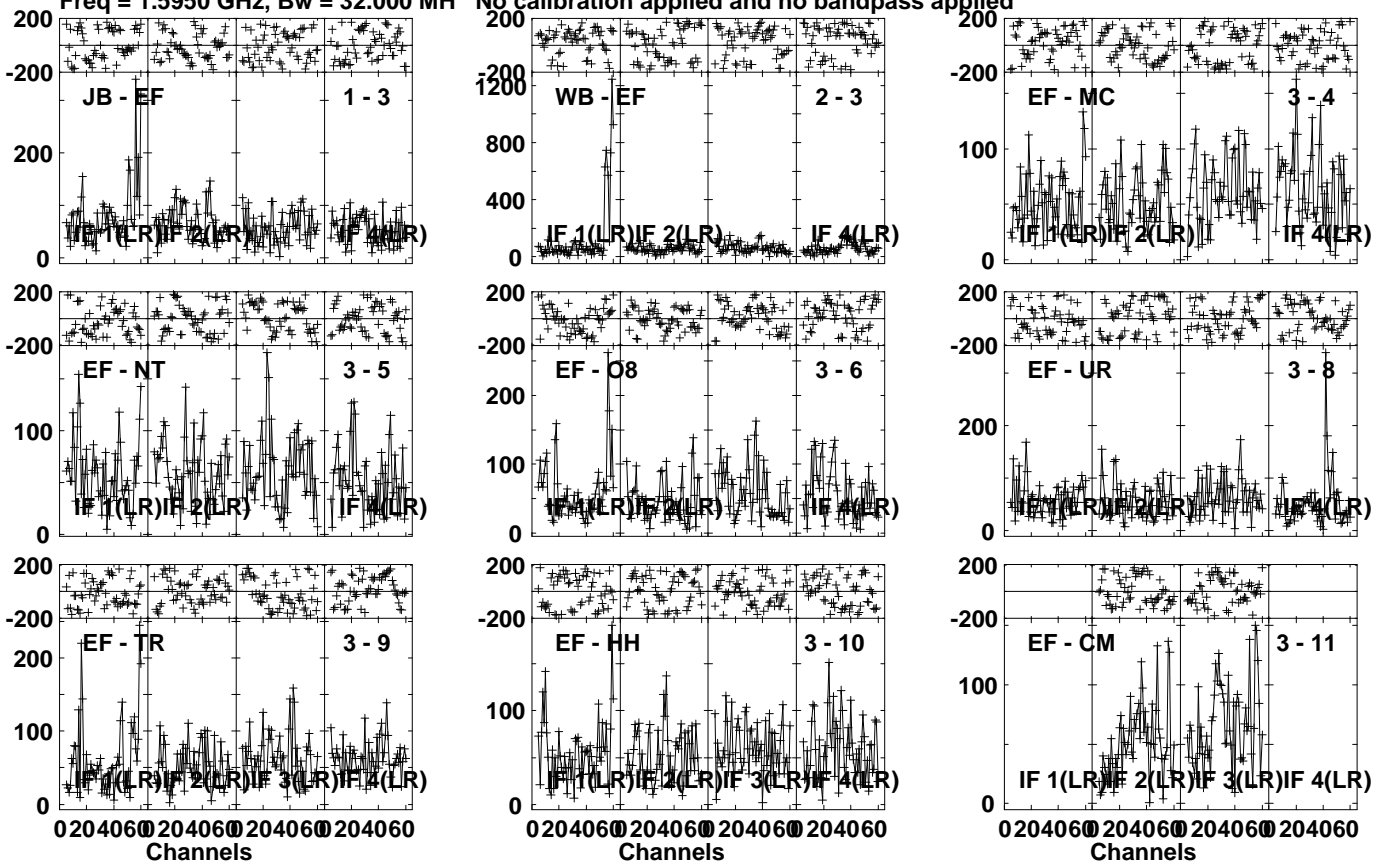 Freq = 1.5950 GHz, Bw = 32.000 MH No calibration applied and no bandpass applied
200
-200
JB - EF 1 - 3
200
0
IF 1(LR) IF 2(LR) IF 4(LR)
200
-200
WB - EF 2 - 3
1200
800
400
0
IF 1(LR) IF 2(LR) IF 4(LR)
200
-200
EF - MC 3 - 4
100
0
IF 1(LR) IF 2(LR) IF 4(LR)
200
-200
EF - NT 3 - 5
100
0
IF 1(LR) IF 2(LR) IF 4(LR)
200
-200
EF - O8 3 - 6
200
100
0
IF 1(LR) IF 2(LR) IF 4(LR)
200
-200
EF - UR 3 - 8
200
0
IF 1(LR) IF 2(LR) IF 4(LR)
200
-200
EF - TR 3 - 9
200
100
0
IF 1(LR) IF 2(LR) IF 3(LR) IF 4(LR)
0 20 40 60 0 20 40 60 0 20 40 60 0 20 40 60
Channels
200
-200
EF - HH 3 - 10
100
0
IF 1(LR) IF 2(LR) IF 3(LR) IF 4(LR)
0 20 40 60 0 20 40 60 0 20 40 60 0 20 40 60
Channels
200
-200
EF - CM 3 - 11
100
0
IF 1(LR) IF 2(LR) IF 3(LR) IF 4(LR)
0 20 40 60 0 20 40 60 0 20 40 60 0 20 40 60
Channels